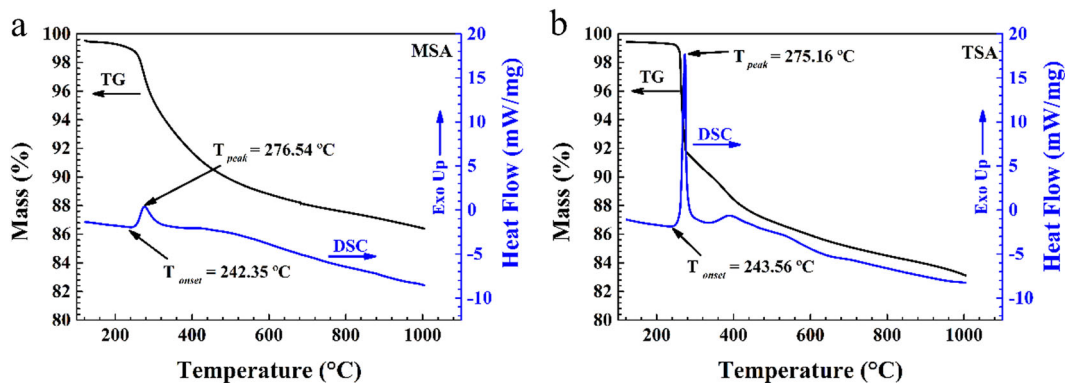 a
MSA
TG
T peak = 276.54 ºC
DSC
T onset = 242.35 ºC
Exo Up
Mass (%)
Heat Flow (mW/mg)
100
98
96
94
92
90
88
86
84
82
80
20
15
10
5
0
-5
-10
200 400 600 800 1000
Temperature (°C)
b
TSA
T peak = 275.16 ºC
TG
DSC
T onset = 243.56 ºC
Exo Up
Mass (%)
Heat Flow (mW/mg)
100
98
96
94
92
90
88
86
84
82
80
20
15
10
5
0
-5
-10
200 400 600 800 1000
Temperature (°C)